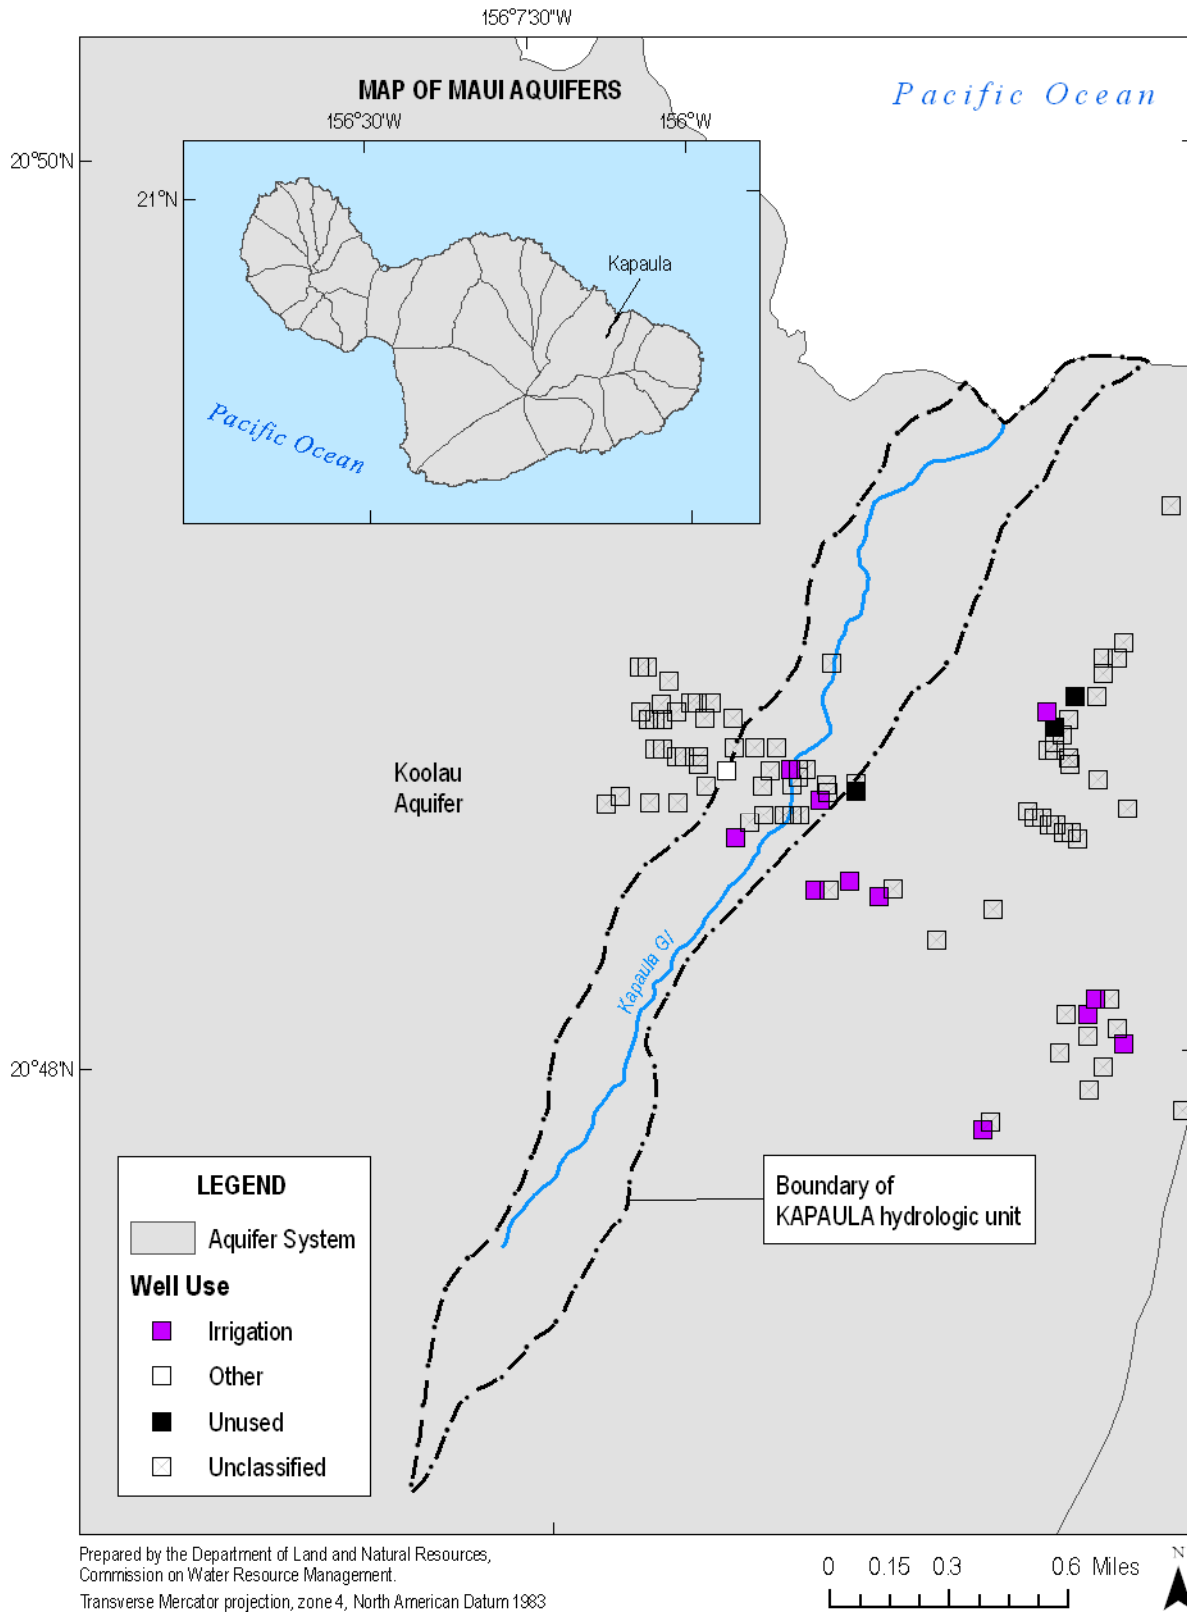 156°7'30"W
MAP OF MAUI AQUIFERS
Pacific Ocean
156°30'W
156°W
20°50'N
21°N
Kapaula
Pacific Ocean
Koolau
Aquifer
Kapaula Gl
20°48'N
Boundary of
KAPAULA hydrologic unit
LEGEND
Aquifer System
Well Use
Irrigation
Other
Unused
Unclassified
Prepared by the Department of Land and Natural Resources,
Commission on Water Resource Management.
Transverse Mercator projection, zone 4, North American Datum 1983
0 0.15 0.3 0.6 Miles
N